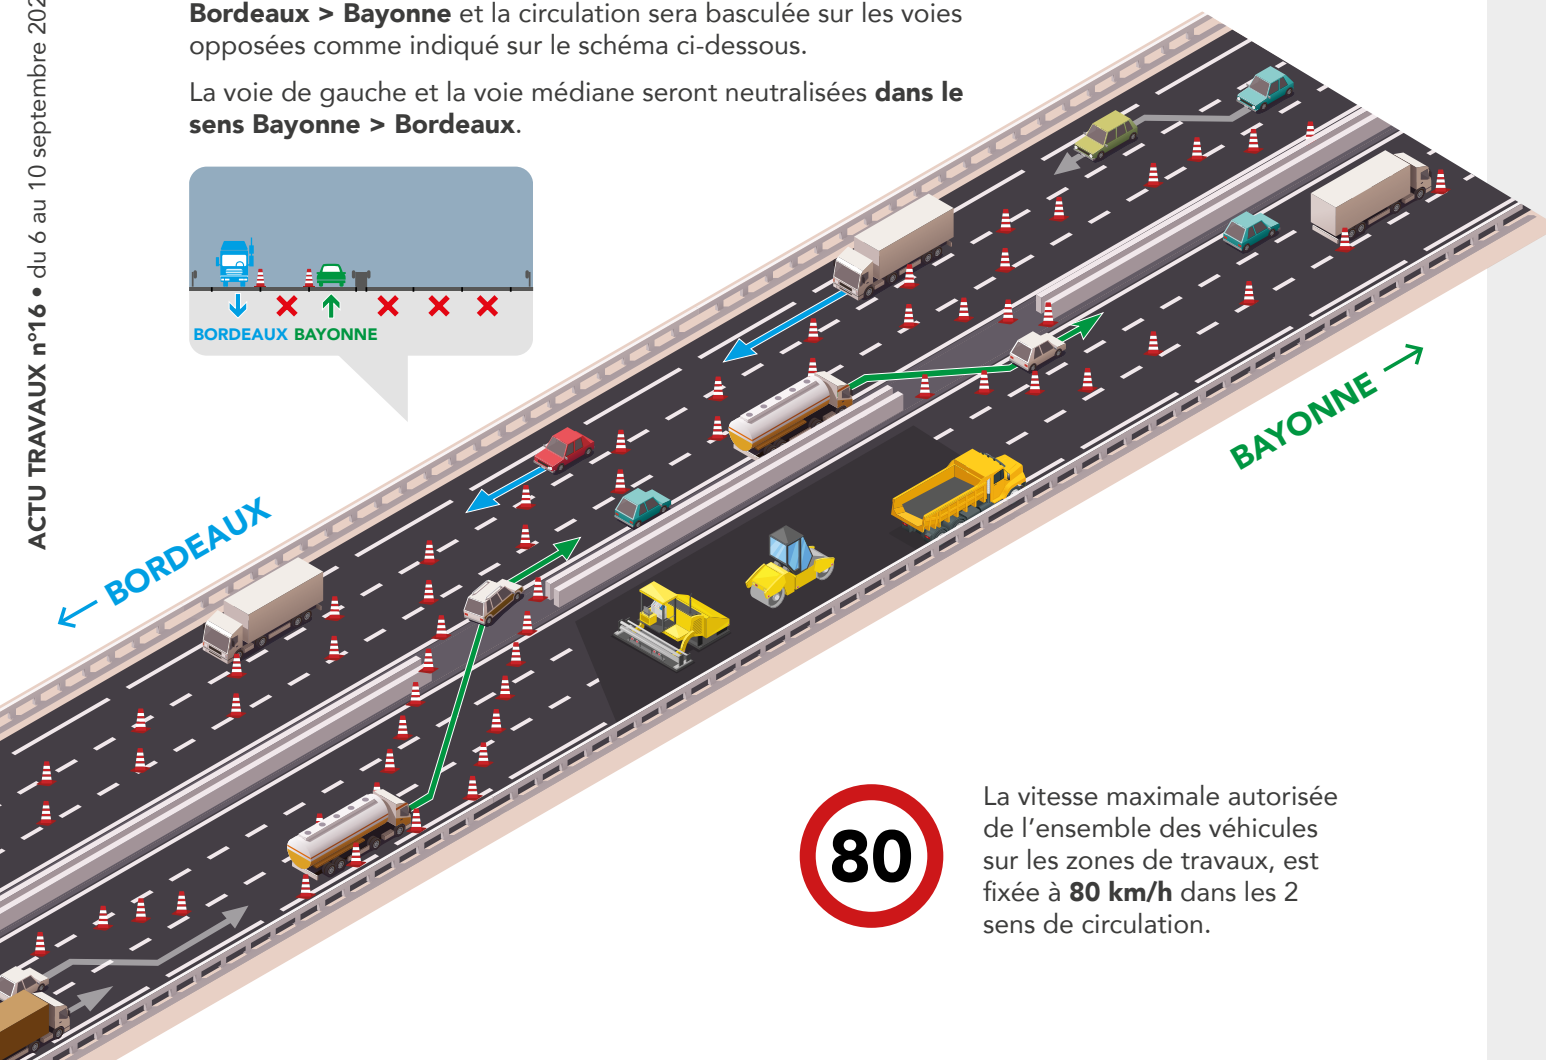 Bordeaux > Bayonne et la circulation sera basculée sur les voies
opposées comme indiqué sur le schéma ci-dessous.
La voie de gauche et la voie médiane seront neutralisées dans le
sens Bayonne > Bordeaux.
BORDEAUX BAYONNE
ACTU TRAVAUX n°16 • du 6 au 10 septembre
← BORDEAUX
BAYONNE →
80
La vitesse maximale autorisée
de l'ensemble des véhicules
sur les zones de travaux, est
fixée à 80 km/h dans les 2
sens de circulation.